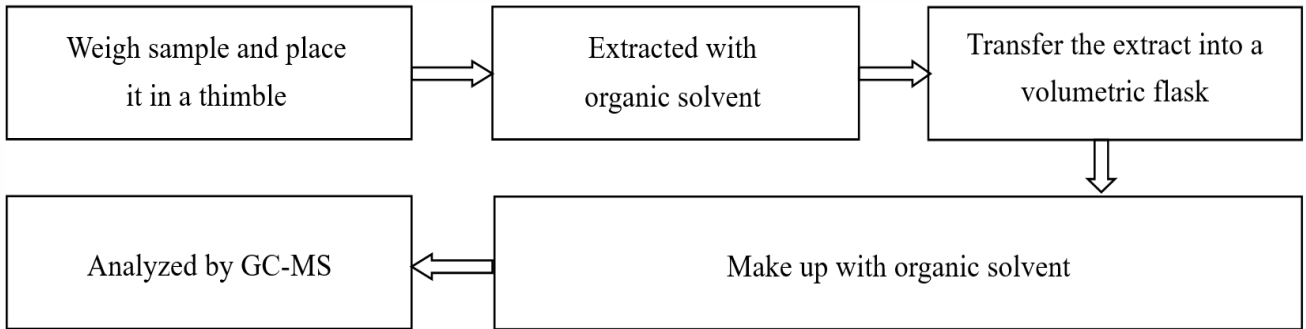 Weigh sample and place
it in a thimble
Extracted with
organic solvent
Transfer the extract into a
volumetric flask
Make up with organic solvent
Analyzed by GC-MS